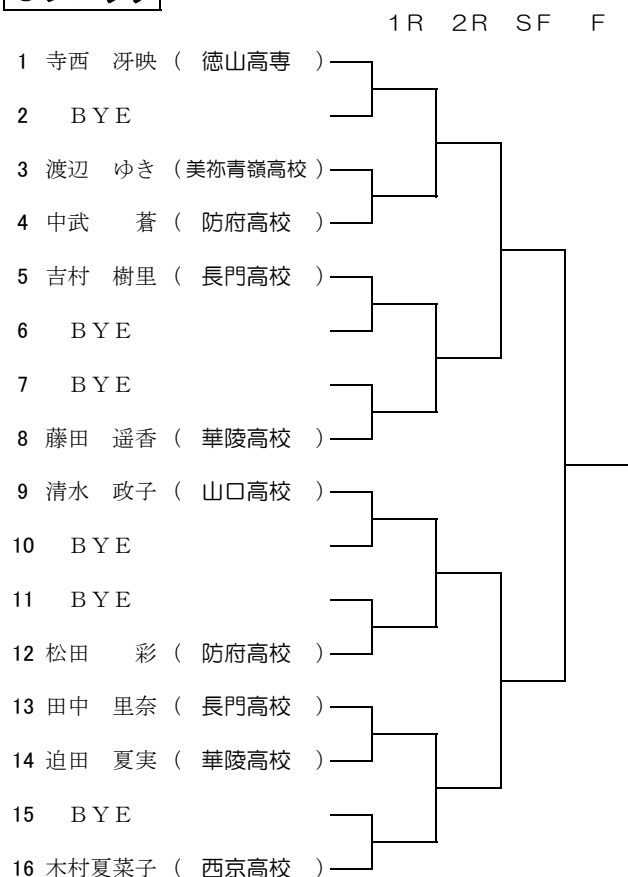 １Ｒ　２Ｒ　ＳＦ　Ｆ
1 寺西　冴映（　徳山高専　）
2 ＢＹＥ
3 渡辺　ゆき（美祢青嶺高校）
4 中武　蒼（　防府高校　）
5 吉村　樹里（　長門高校　）
6 ＢＹＥ
7 ＢＹＥ
8 藤田　遥香（　華陵高校　）
9 清水　政子（　山口高校　）
10 ＢＹＥ
11 ＢＹＥ
12 松田　彩（　防府高校　）
13 田中　里奈（　長門高校　）
14 迫田　夏実（　華陵高校　）
15 ＢＹＥ
16 木村夏菜子（　西京高校　）